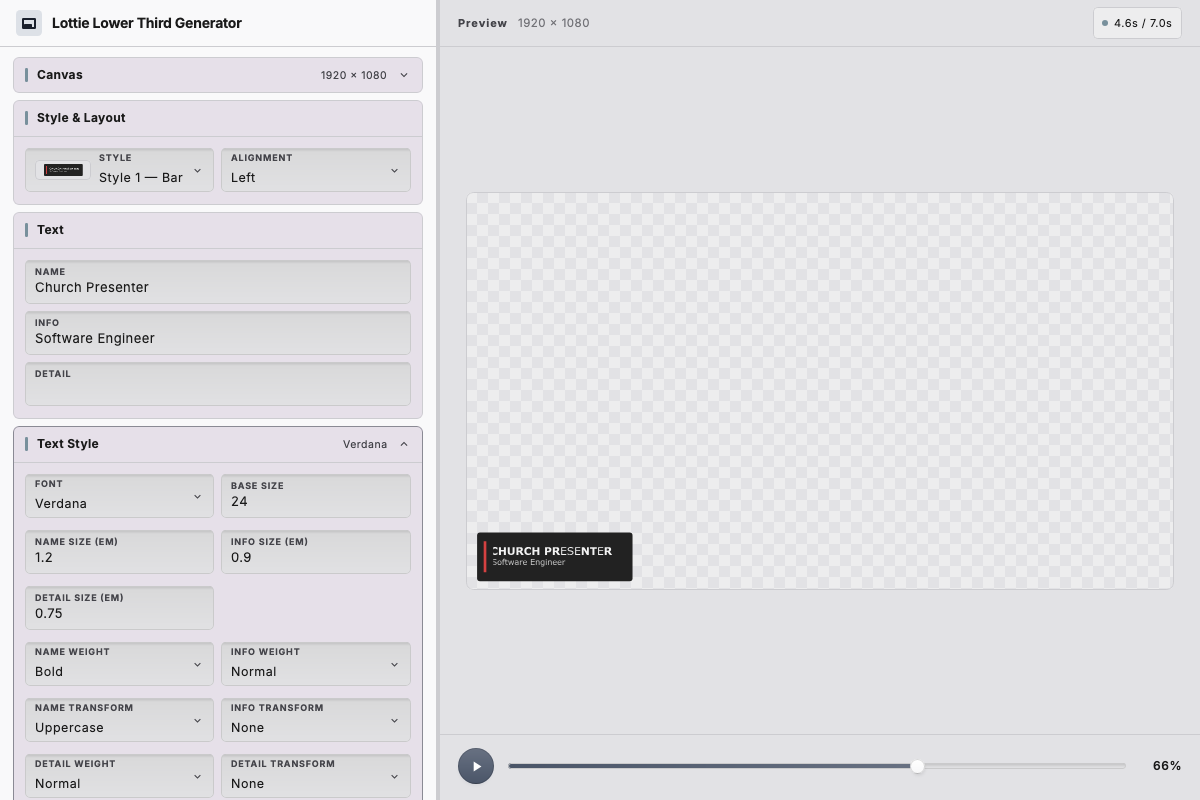 Lottie Lower Third Generator
Canvas
1920 × 1080
Style & Layout
STYLE
Style 1 — Bar
ALIGNMENT
Left
Text
NAME
Church Presenter
INFO
Software Engineer
DETAIL
Text Style
Verdana
FONT
Verdana
BASE SIZE
24
NAME SIZE (EM)
1.2
INFO SIZE (EM)
0.9
DETAIL SIZE (EM)
0.75
NAME WEIGHT
Bold
INFO WEIGHT
Normal
NAME TRANSFORM
Uppercase
INFO TRANSFORM
None
DETAIL WEIGHT
Normal
DETAIL TRANSFORM
None
Preview 1920 × 1080
4.6s / 7.0s
CHURCH PRESENTER
Software Engineer
66%